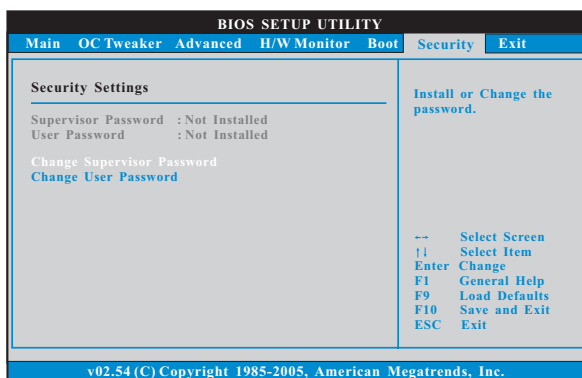 BIOS SETUP UTILITY
Main OC Tweaker Advanced H/W Monitor Boot Security Exit
Security Settings
Supervisor Password : Not Installed
User Password : Not Installed
Change Supervisor Password
Change User Password
Install or Change the
password.
←→ Select Screen
↑↓ Select Item
Enter Change
F1 General Help
F9 Load Defaults
F10 Save and Exit
ESC Exit
v02.54 (C) Copyright 1985-2005, American Megatrends, Inc.